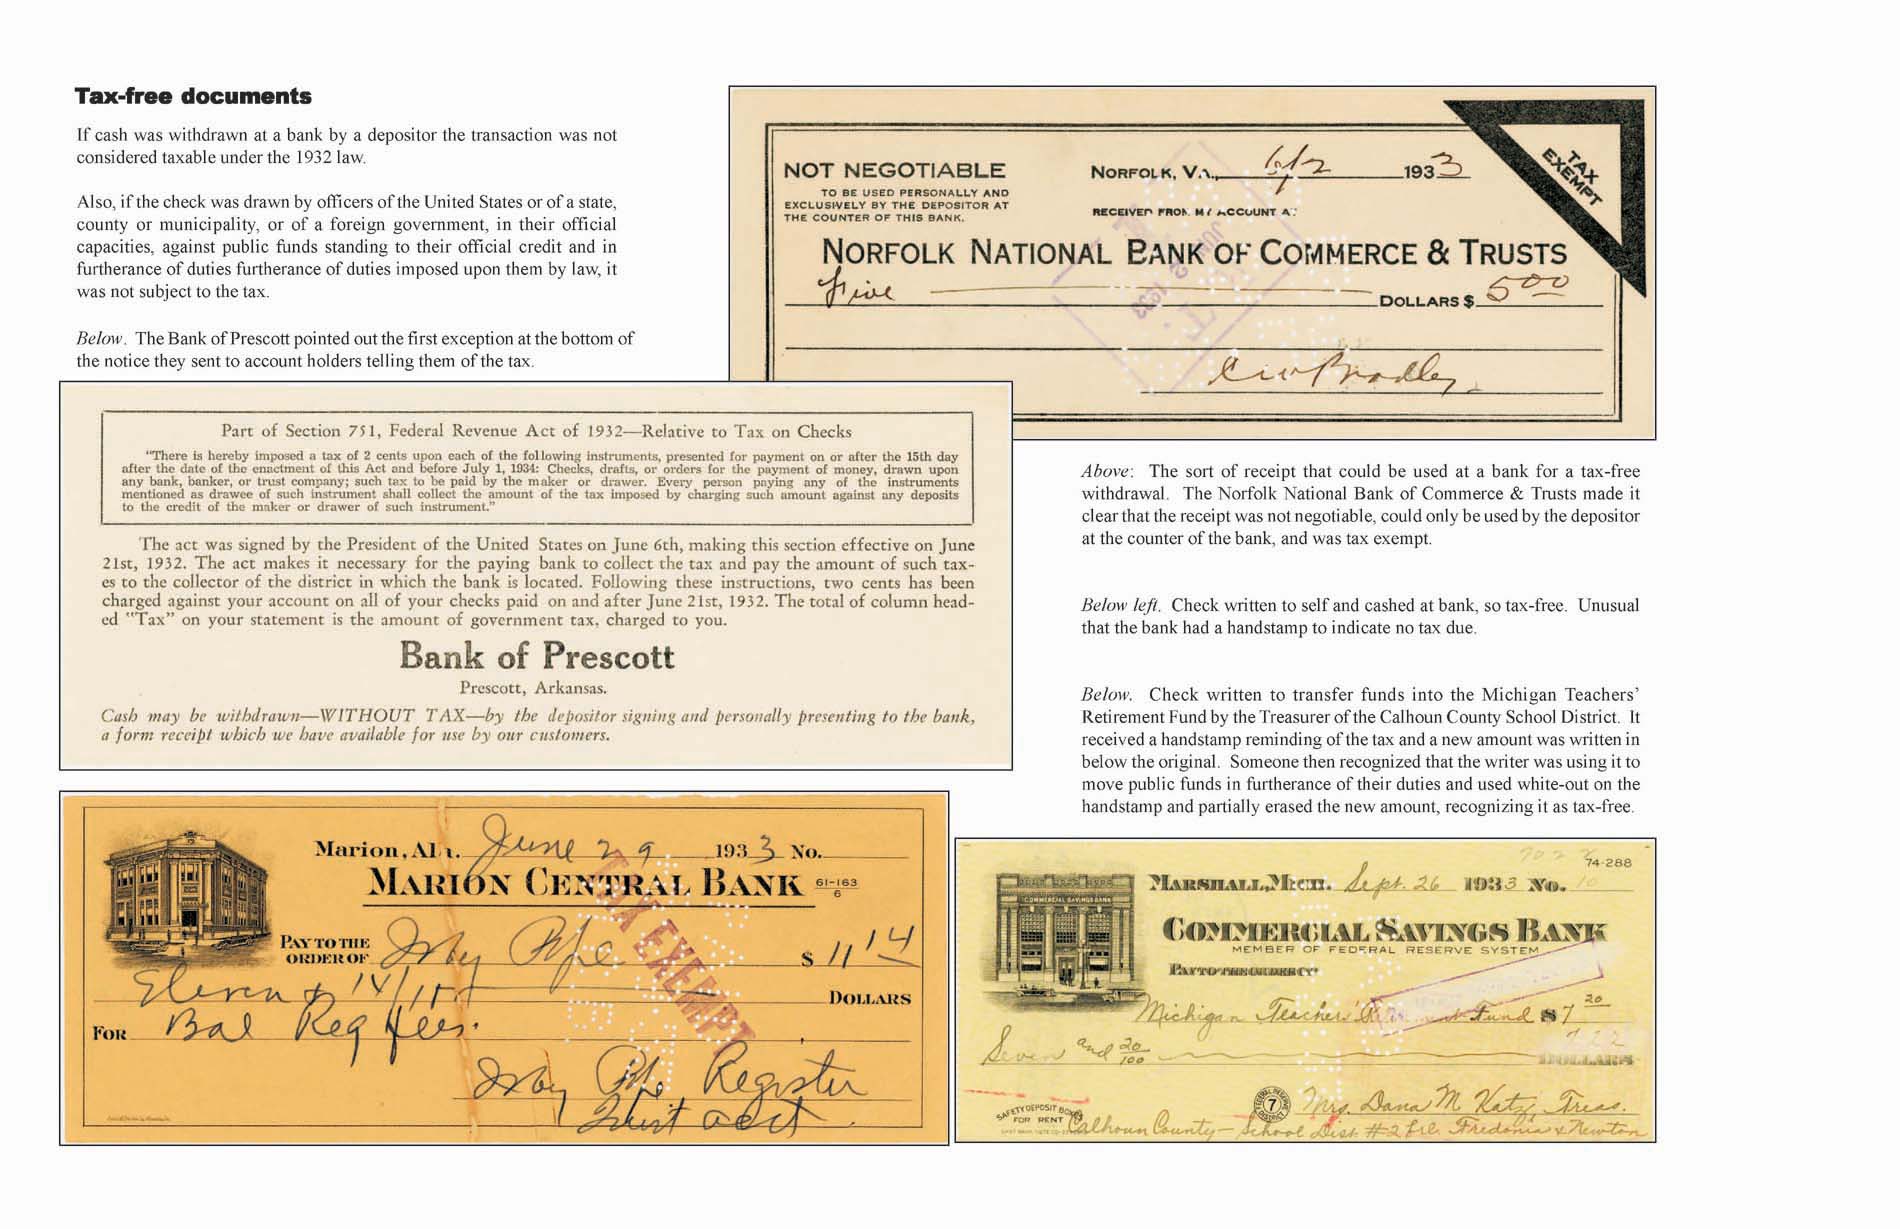 Tax-free documents
If cash was withdrawn at a bank by a depositor the transaction was not
considered taxable under the 1932 law.
Also, if the check was drawn by officers of the United States or of a state,
county or municipality, or of a foreign government, in their official
capacities, against public funds standing to their official credit and in
furtherance of duties furtherance of duties imposed upon them by law, it
was not subject to the tax.
Below. The Bank of Prescott pointed out the first exception at the bottom of
the notice they sent to account holders telling them of the tax.
NOT NEGOTIABLE
TO BE USED PERSONALLY AND
EXCLUSIVELY BY THE DEPOSITOR AT
THE COUNTER OF THIS BANK.
NORFOLK, VA., 6/2 1933
TAX
EXEMPT
RECEIVED FROM MY ACCOUNT AT
NORFOLK NATIONAL BANK OF COMMERCE & TRUSTS
Five DOLLARS $ 5 00
Bradley
Part of Section 751, Federal Revenue Act of 1932—Relative to Tax on Checks
"There is hereby imposed a tax of 2 cents upon each of the following instruments, presented for payment on or after the 15th day
after the date of the enactment of this Act and before July 1, 1934: Checks, drafts, or orders for the payment of money, drawn upon
any bank, banker, or trust company; such tax to be paid by the maker or drawer. Every person paying any of the instruments
mentioned as drawee of such instrument shall collect the amount of the tax imposed by charging such amount against any deposits
to the credit of the maker or drawer of such instrument."
The act was signed by the President of the United States on June 6th, making this section effective on June
21st, 1932. The act makes it necessary for the paying bank to collect the tax and pay the amount of such tax-
es to the collector of the district in which the bank is located. Following these instructions, two cents has been
charged against your account on all of your checks paid on and after June 21st, 1932. The total of column head-
ed "Tax" on your statement is the amount of government tax, charged to you.
Bank of Prescott
Prescott, Arkansas.
Cash may be withdrawn—WITHOUT TAX—by the depositor signing and personally presenting to the bank,
a form receipt which we have available for use by our customers.
Above: The sort of receipt that could be used at a bank for a tax-free
withdrawal. The Norfolk National Bank of Commerce & Trusts made it
clear that the receipt was not negotiable, could only be used by the depositor
at the counter of the bank, and was tax exempt.
Below left. Check written to self and cashed at bank, so tax-free. Unusual
that the bank had a handstamp to indicate no tax due.
Below. Check written to transfer funds into the Michigan Teachers'
Retirement Fund by the Treasurer of the Calhoun County School District. It
received a handstamp reminding of the tax and a new amount was written in
below the original. Someone then recognized that the writer was using it to
move public funds in furtherance of their duties and used white-out on the
handstamp and partially erased the new amount, recognizing it as tax-free.
Marion, Ala. June 29 1933 No.
MARION CENTRAL BANK 61-163
6
PAY TO THE
ORDER OF $ 11 14
Eleven & 14/ DOLLARS
FOR Bal Reg fees.
TAX EXEMPT
Register
Trust acct
74-288
MARSHALL, MICH. Sept. 26 1933 No. 10
COMMERCIAL SAVINGS BANK
COMMERCIAL SAVINGS BANK
MEMBER OF FEDERAL RESERVE SYSTEM
PAY TO THE ORDER OF
Michigan Teachers' Retirement Fund $ 7 20
Seven and 20/100 DOLLARS
SAFETY DEPOSIT BOXES
FOR RENT
7
Mrs. Dana M Katz, Treas.
Calhoun County - School Dist. #2 frl. Fredonia & Newton